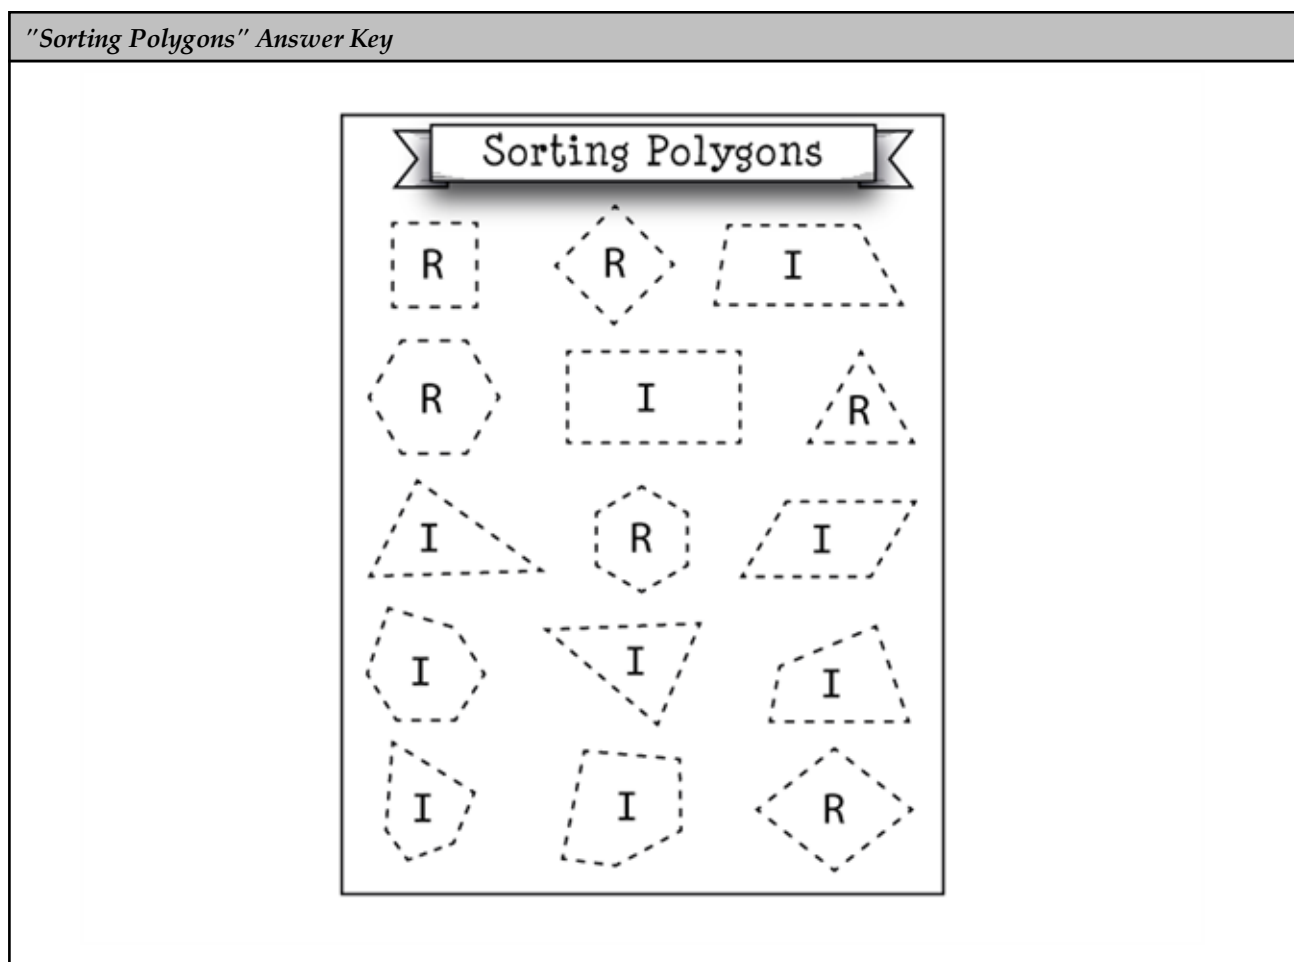 "Sorting Polygons" Answer Key
Sorting Polygons
R R I
R I R
I R I
I I I
I I R